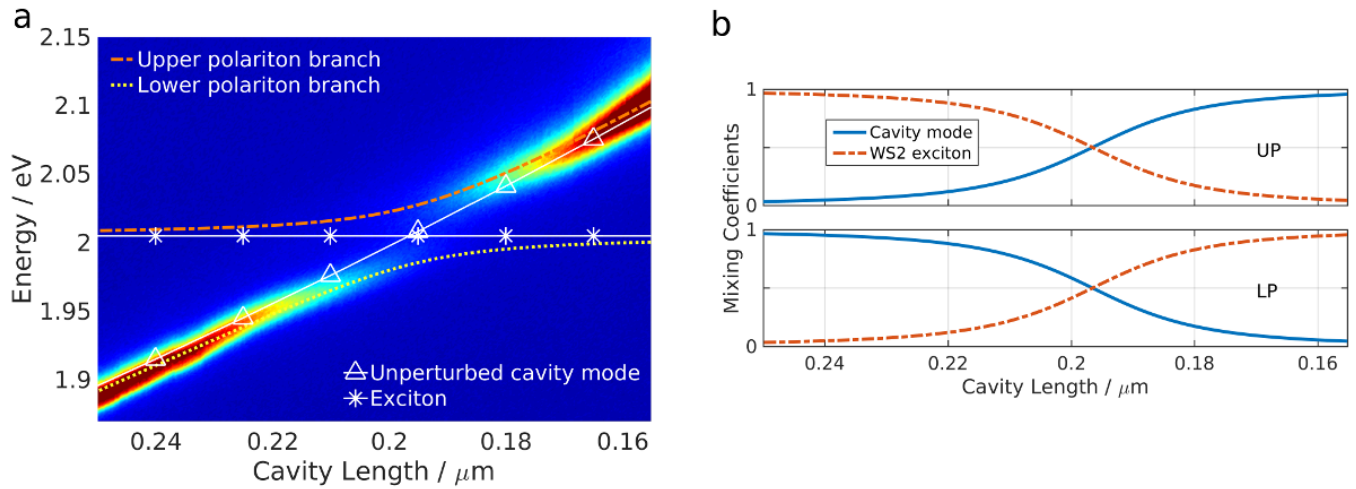 a
2.15
2.1
2.05
2
1.95
1.9
Energy / eV
Upper polariton branch
Lower polariton branch
Unperturbed cavity mode
Exciton
0.24 0.22 0.2 0.18 0.16
Cavity Length / μm
b
1
0
1
0
Mixing Coefficients
Cavity mode
WS2 exciton
UP
LP
0.24 0.22 0.2 0.18 0.16
Cavity Length / μm